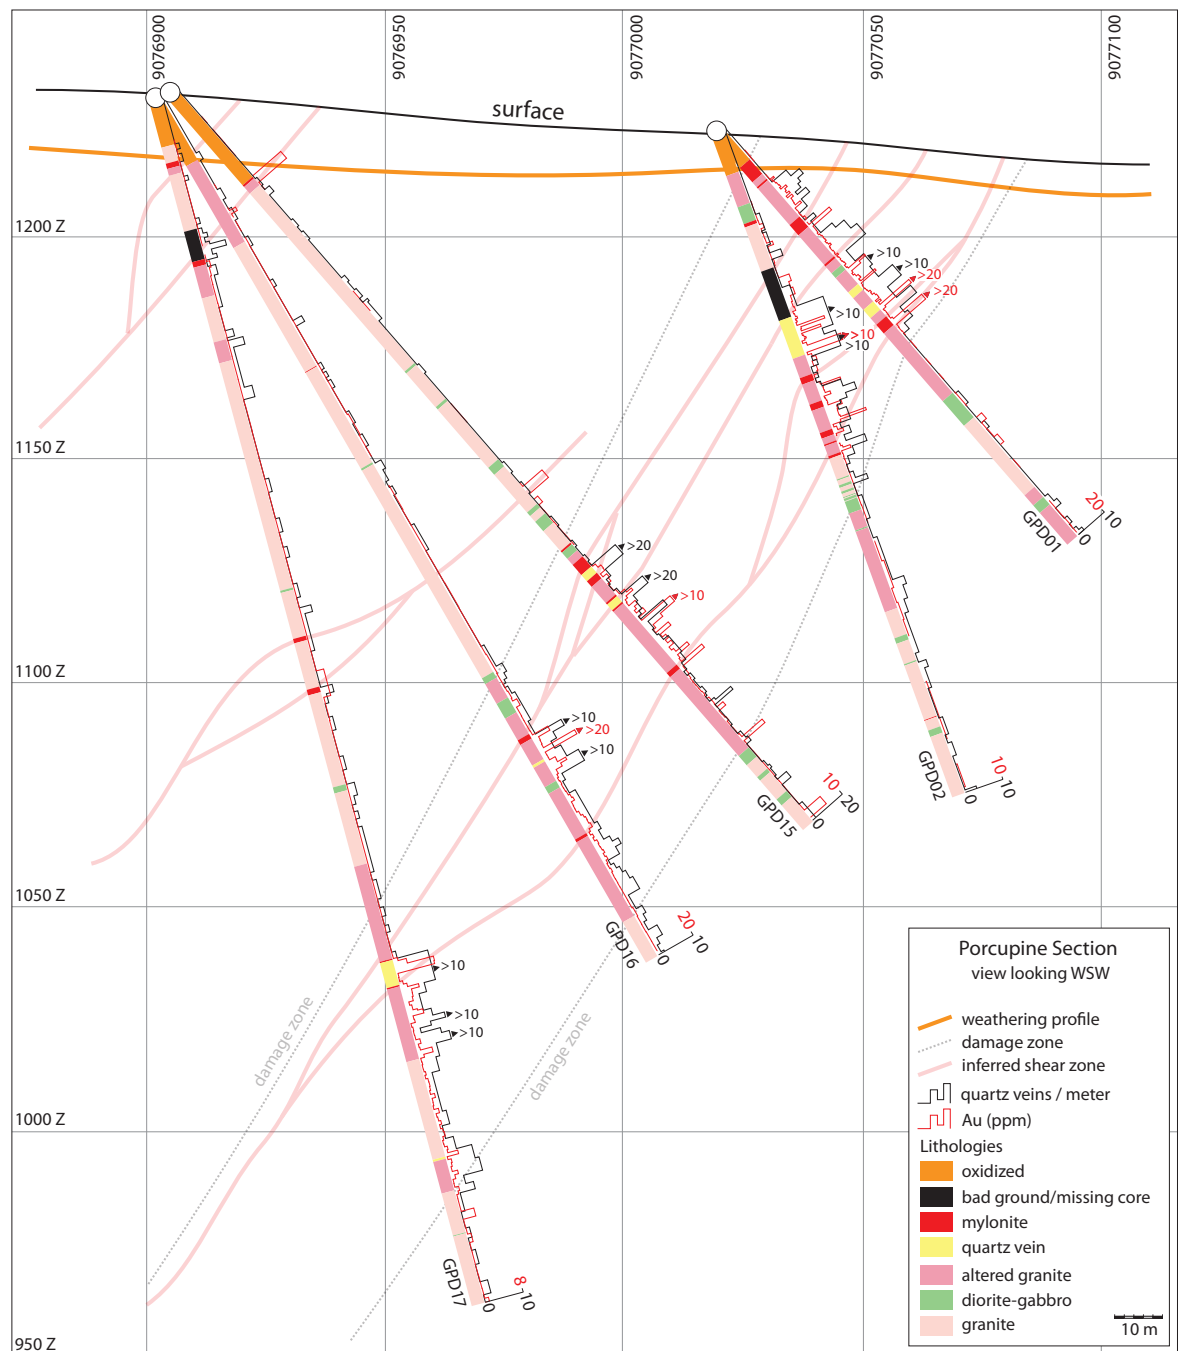 9076900
9076950
9077000
9077050
9077100
surface
1200 Z
>10
>10
>20
>20
>10
>10
>10
1150 Z
20
10
0
GPD01
>20
>20
>10
1100 Z
>10
>20
>10
10
10
0
GPD02
10
20
0
GPD15
1050 Z
20
10
0
GPD16
>10
>10
>10
damage zone
damage zone
1000 Z
8
10
0
GPD17
950 Z
Porcupine Section
view looking WSW
weathering profile
damage zone
inferred shear zone
quartz veins / meter
Au (ppm)
Lithologies
oxidized
bad ground/missing core
mylonite
quartz vein
altered granite
diorite-gabbro
granite
10 m